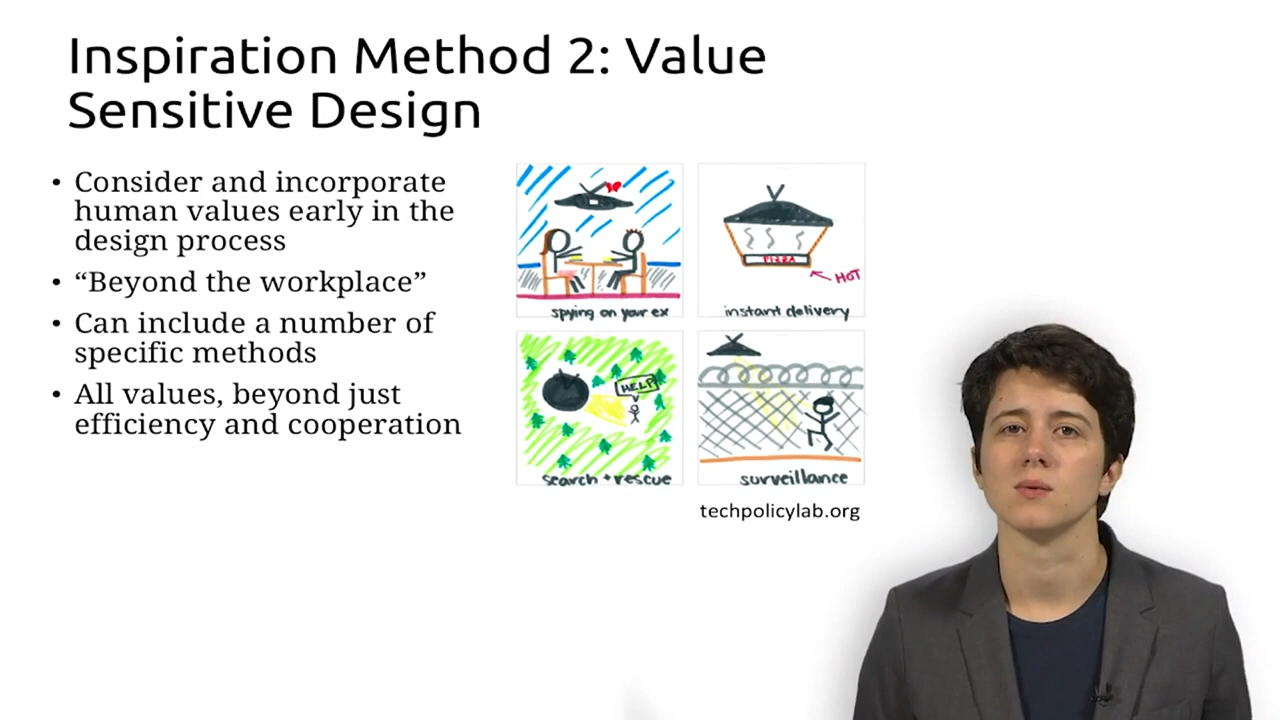 Inspiration Method 2: Value
Sensitive Design
• Consider and incorporate
human values early in the
design process
• “Beyond the workplace”
• Can include a number of
specific methods
• All values, beyond just
efficiency and cooperation
spying on your ex
PIZZA
HOT
instant delivery
HELP
search + rescue
surveillance
techpolicylab.org